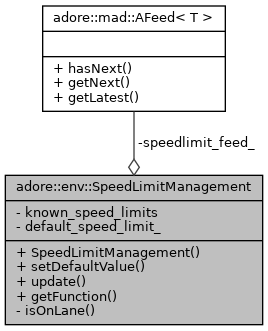 adore::mad::AFeed< T >
+ hasNext()
+ getNext()
+ getLatest()
-speedlimit_feed_
adore::env::SpeedLimitManagement
- known_speed_limits
- default_speed_limit_
+ SpeedLimitManagement()
+ setDefaultValue()
+ update()
+ getFunction()
- isOnLane()